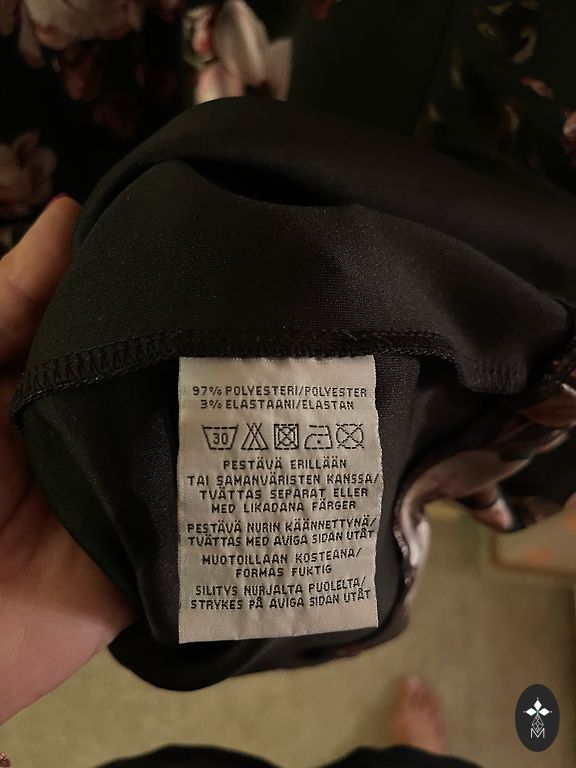 97% POLYESTERI/POLYESTER
3% ELASTAANI/ELASTAN
30
PESTÄVÄ ERILLÄÄN
TAI SAMANVÄRISTEN KANSSA/
TVÄTTAS SEPARAT ELLER
MED LIKADANA FÄRGER
PESTÄVÄ NURIN KÄÄNNETTYNÄ/
TVÄTTAS MED AVIGA SIDAN UTÅT
MUOTOILLAAN KOSTEANA/
FORMAS FUKTIG
SILITYS NURJALTA PUOLELTA/
STRYKES PÅ AVIGA SIDAN UTÅT
M